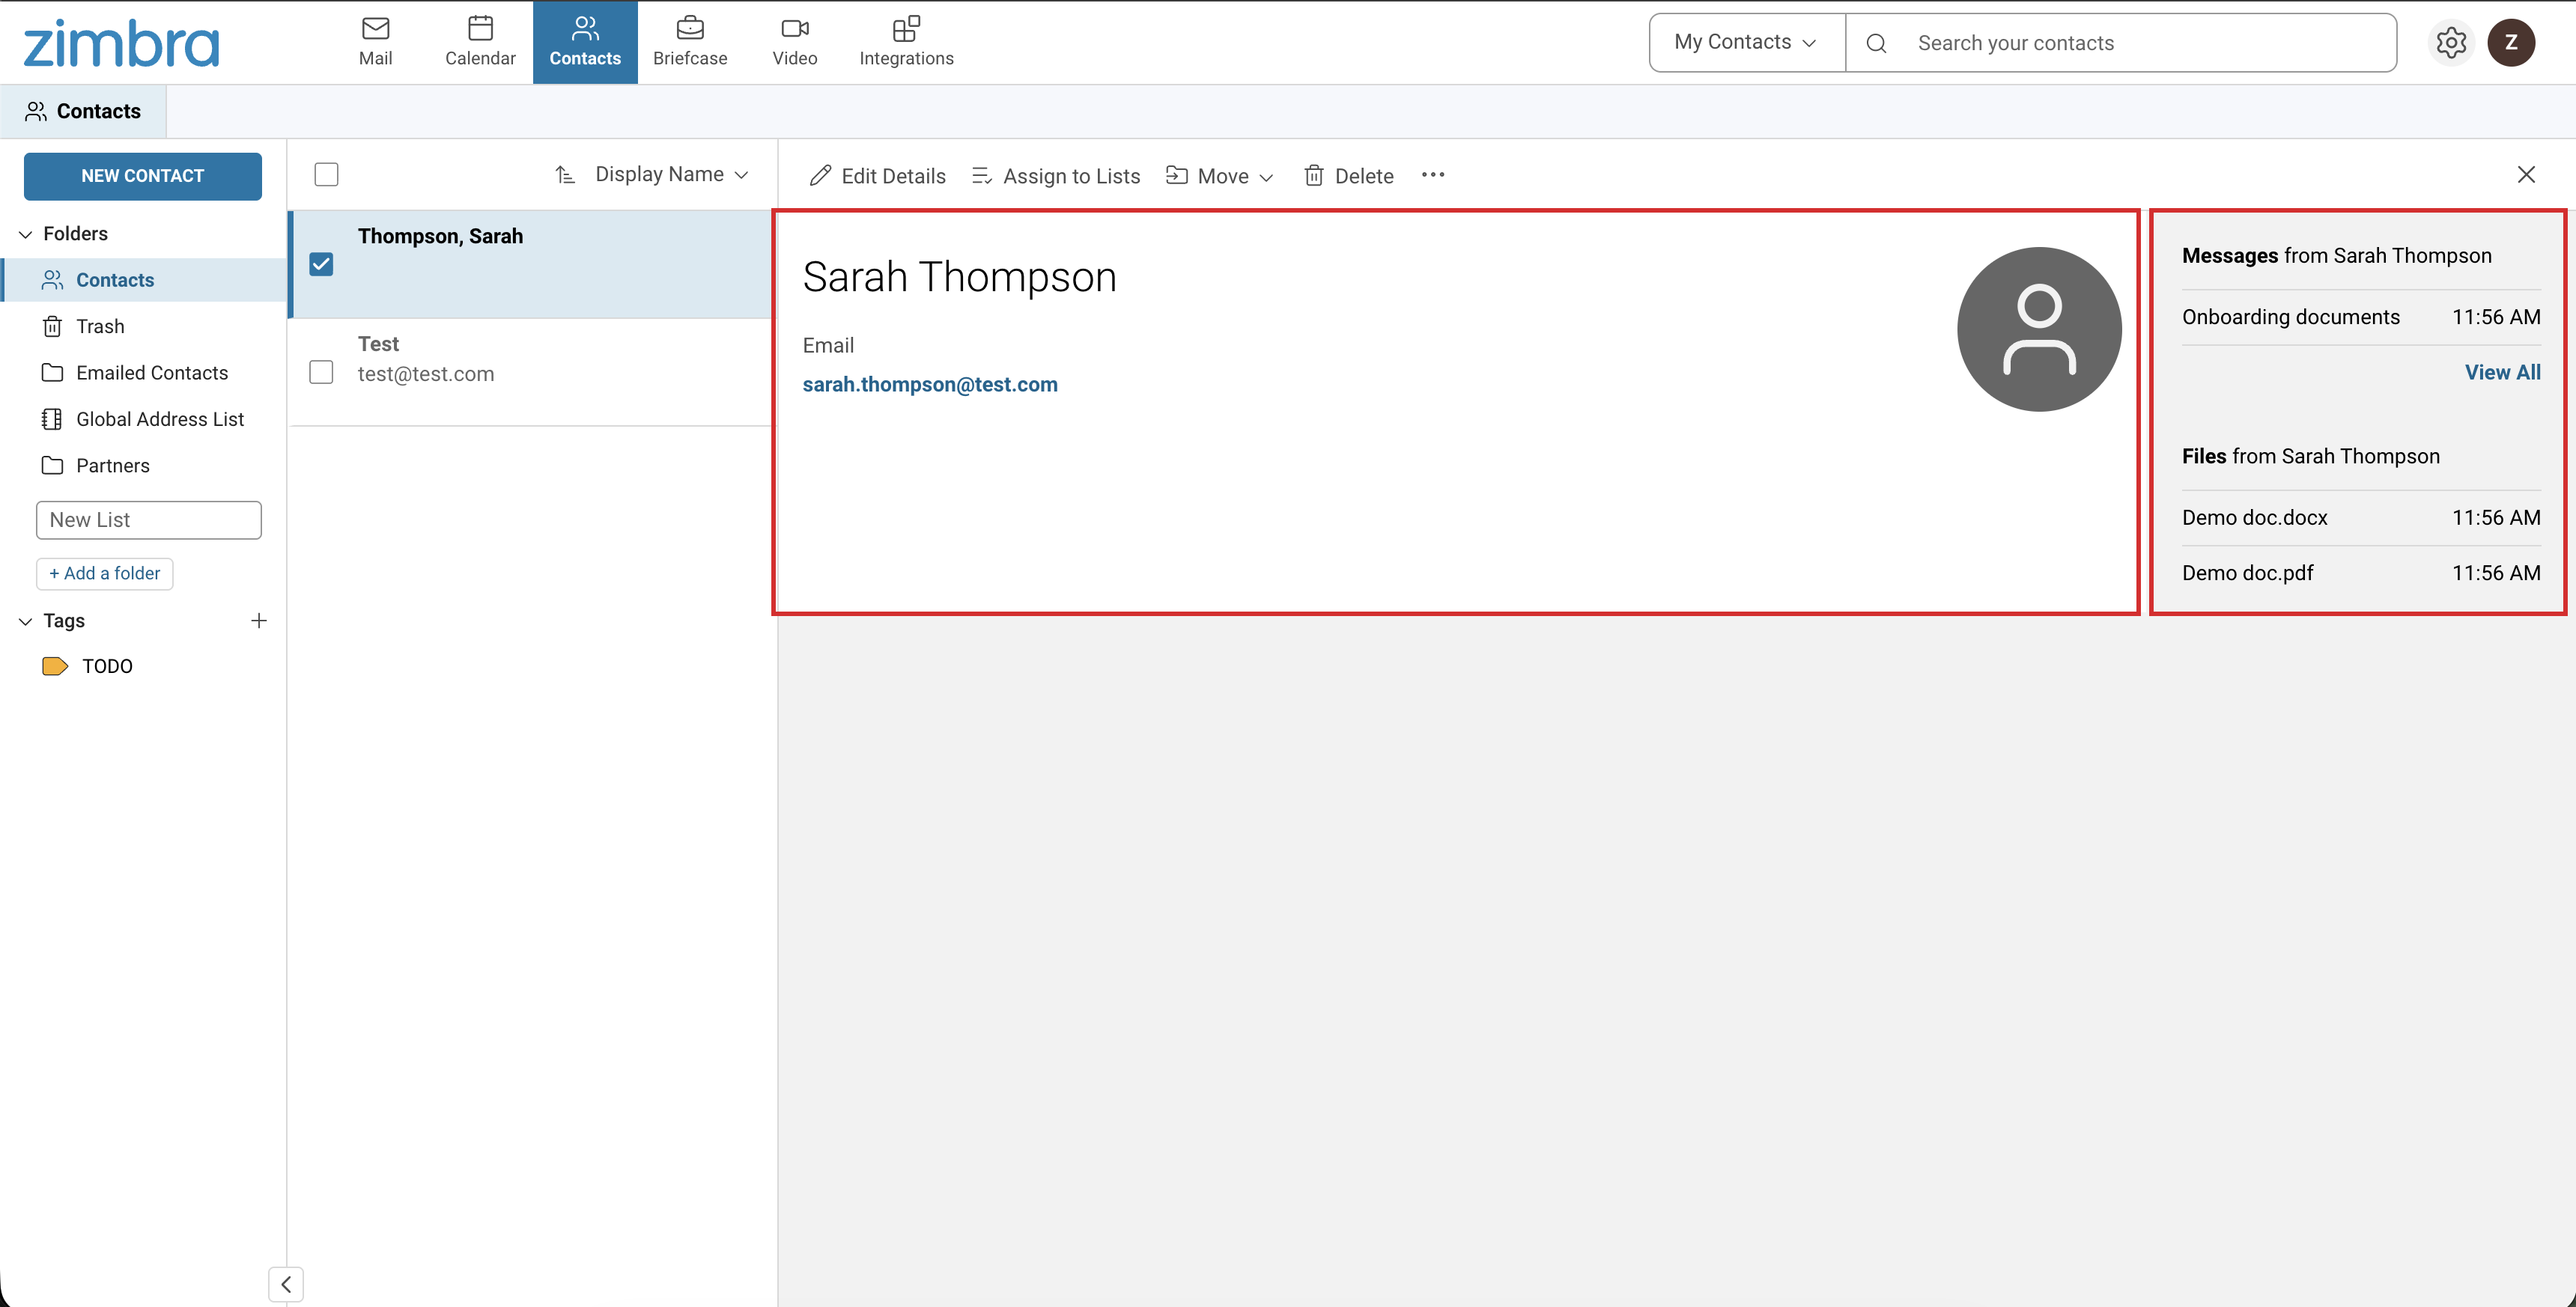 zimbra
Mail
Calendar
Contacts
Briefcase
Video
Integrations
My Contacts
Search your contacts
Z
Contacts
NEW CONTACT
Folders
Contacts
Trash
Emailed Contacts
Global Address List
Partners
New List
+ Add a folder
Tags
TODO
Display Name
Thompson, Sarah
Test
test@test.com
Edit Details
Assign to Lists
Move
Delete
Sarah Thompson
Email
sarah.thompson@test.com
Messages from Sarah Thompson
Onboarding documents 11:56 AM
View All
Files from Sarah Thompson
Demo doc.docx 11:56 AM
Demo doc.pdf 11:56 AM